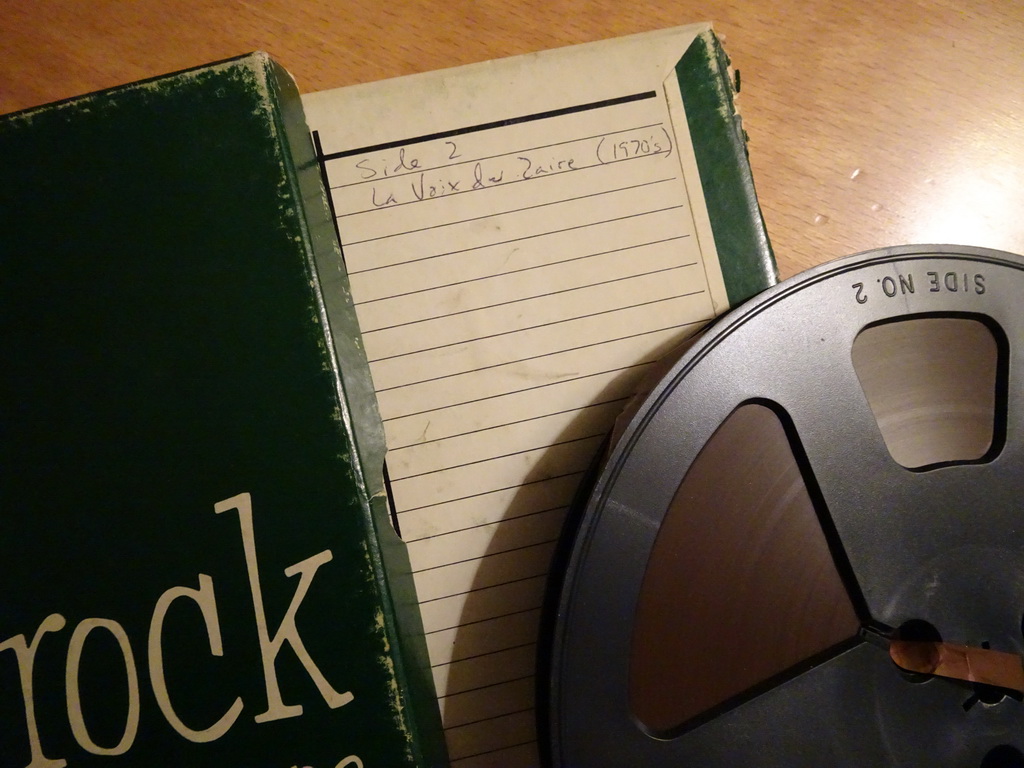 Side 2
La Voix du Zaire (1970's)
SIDE NO. 2
rock